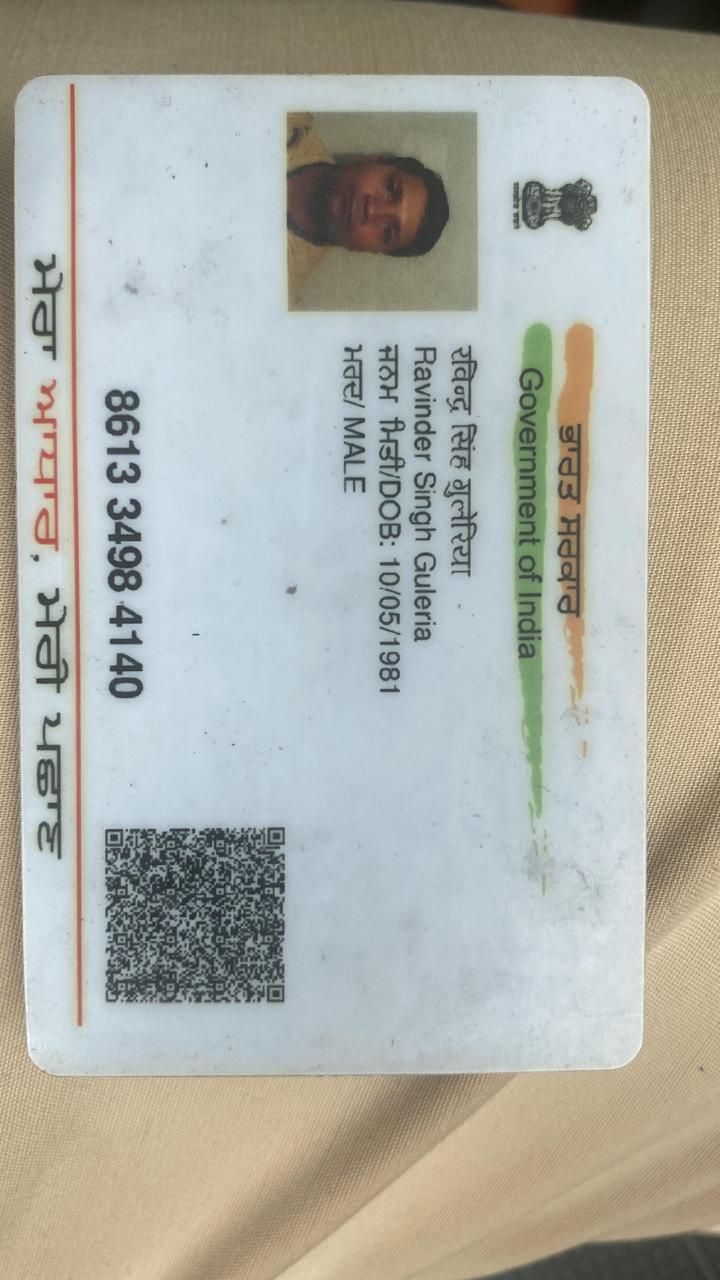 ਭਾਰਤ ਸਰਕਾਰ
Government of India
रविन्द्र सिंह गुलेरिया
Ravinder Singh Guleria
ਜਨਮ ਮਿਤੀ/DOB: 10/05/1981
ਮਰਦ/ MALE
8613 3498 4140
ਮੇਰਾ ਆਧਾਰ, ਮੇਰੀ ਪਛਾਣ